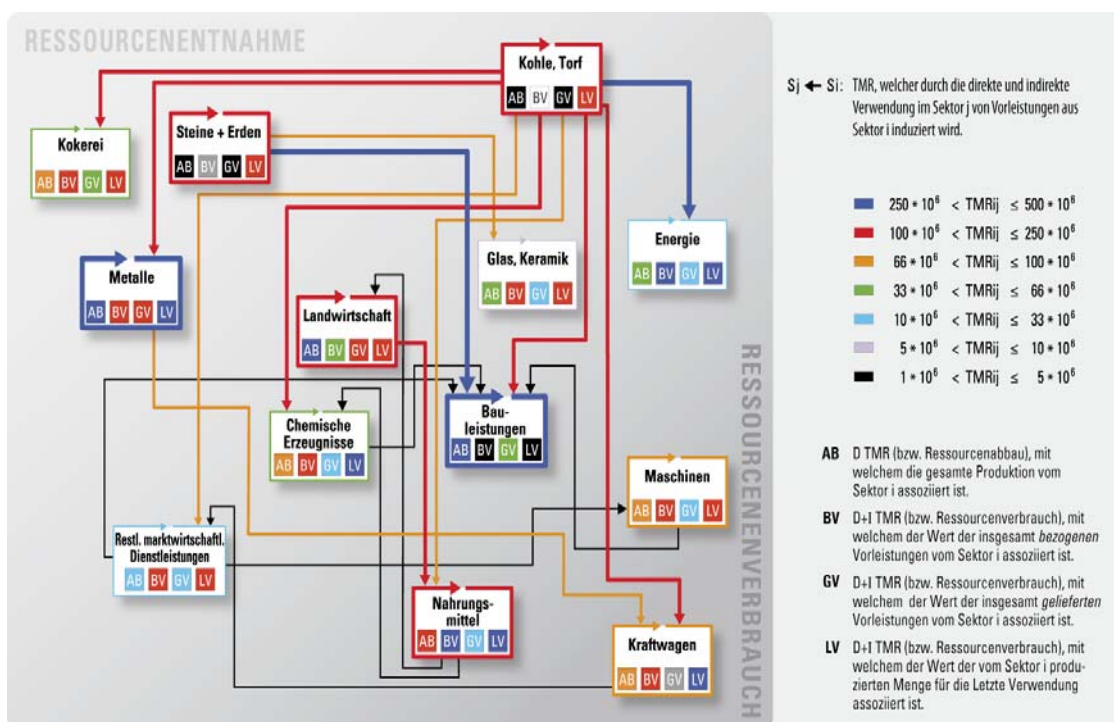 RESSOURCENENTNAHME
Kohle, Torf
AB BV GV LV
Steine + Erden
AB BV GV LV
Kokerei
AB BV GV LV
Energie
AB BV GV LV
Glas, Keramik
AB BV GV LV
Metalle
AB BV GV LV
Landwirtschaft
AB BV GV LV
Bau-
leistungen
AB BV GV LV
Chemische
Erzeugnisse
AB BV GV LV
Maschinen
AB BV GV LV
Restl. marktwirtschaftl.
Dienstleistungen
AB BV GV LV
Nahrungs-
mittel
AB BV GV LV
Kraftwagen
AB BV GV LV
RESSOURCENVERBRAUCH
Sj ← Si: TMR, welcher durch die direkte und indirekte
Verwendung im Sektor j von Vorleistungen aus
Sektor i induziert wird.
250 * 10⁶ < TMRij ≤ 500 * 10⁶
100 * 10⁶ < TMRij ≤ 250 * 10⁶
66 * 10⁶ < TMRij ≤ 100 * 10⁶
33 * 10⁶ < TMRij ≤ 66 * 10⁶
10 * 10⁶ < TMRij ≤ 33 * 10⁶
5 * 10⁶ < TMRij ≤ 10 * 10⁶
1 * 10⁶ < TMRij ≤ 5 * 10⁶
AB D TMR (bzw. Ressourcenabbau), mit
welchem die gesamte Produktion vom
Sektor i assoziiert ist.
BV D+I TMR (bzw. Ressourcenverbrauch), mit
welchem der Wert der insgesamt bezogenen
Vorleistungen vom Sektor i assoziiert ist.
GV D+I TMR (bzw. Ressourcenverbrauch), mit
welchem der Wert der insgesamt gelieferten
Vorleistungen vom Sektor i assoziiert ist.
LV D+I TMR (bzw. Ressourcenverbrauch), mit
welchem der Wert der vom Sektor i produ-
zierten Menge für die Letzte Verwendung
assoziiert ist.